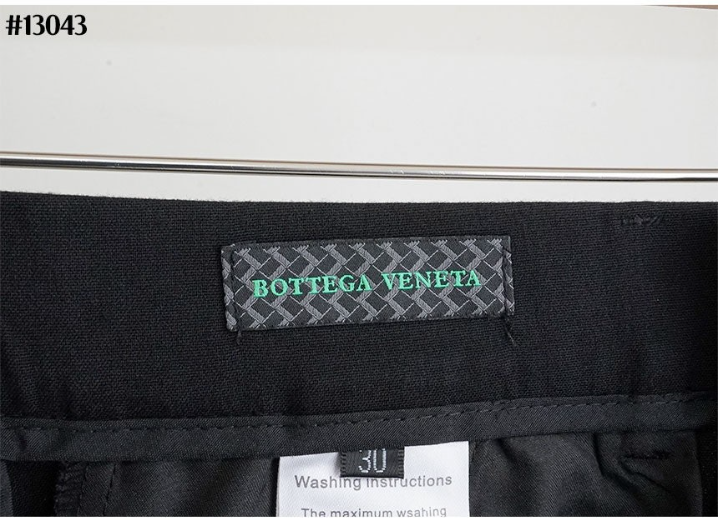 #13043
BOTTEGA VENETA
30
Washing Instructions
The maximum wsahing